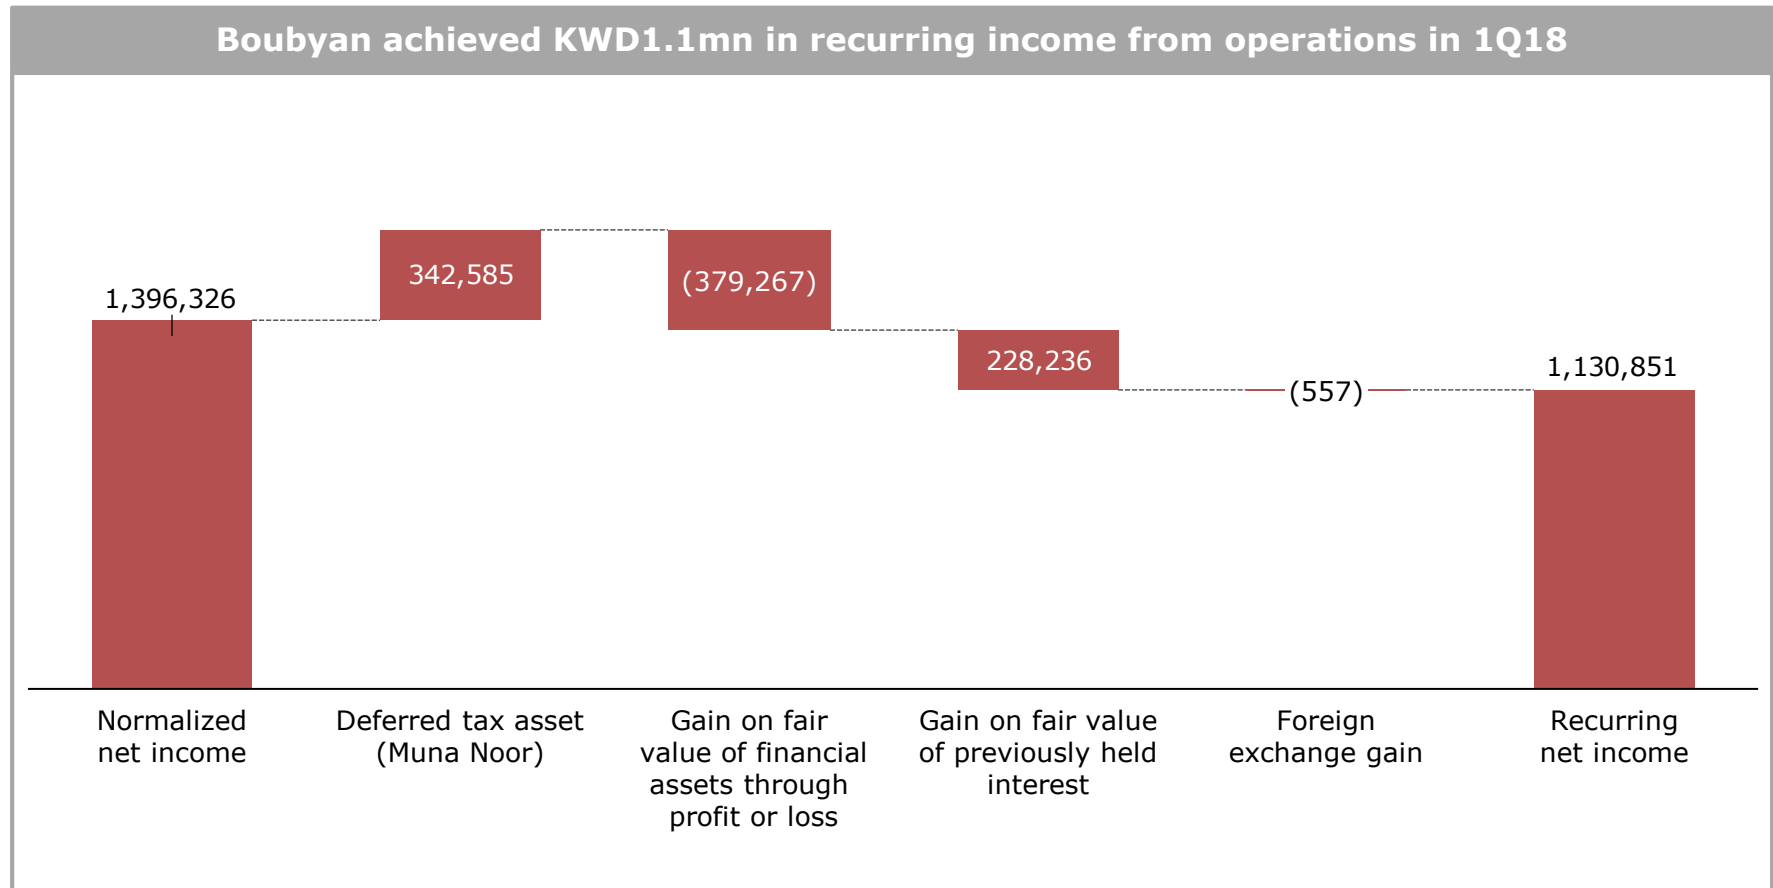 Boubyan achieved KWD1.1mn in recurring income from operations in 1Q18
1,396,326
342,585
(379,267)
228,236
(557)
1,130,851
Normalized
net income
Deferred tax asset
(Muna Noor)
Gain on fair
value of financial
assets through
profit or loss
Gain on fair value
of previously held
interest
Foreign
exchange gain
Recurring
net income